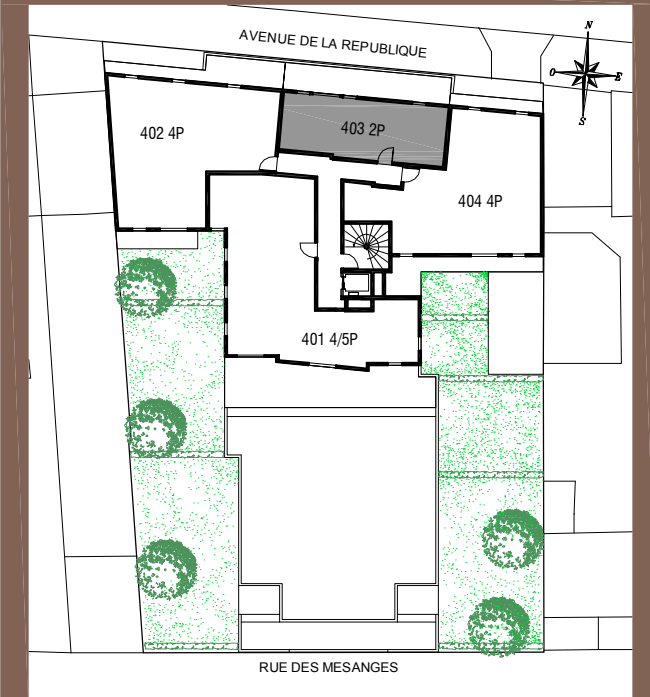 AVENUE DE LA REPUBLIQUE
N
O
E
S
402 4P
403 2P
404 4P
401 4/5P
RUE DES MESANGES